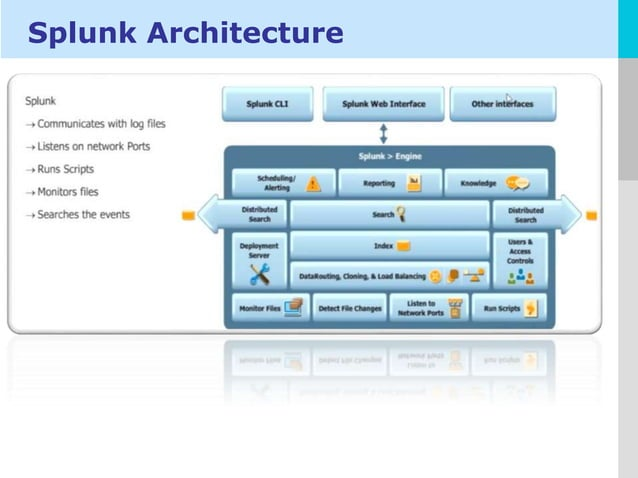 Splunk Architecture
Splunk
→ Communicates with log files
→ Listens on network Ports
→ Runs Scripts
→ Monitors files
→ Searches the events
Splunk CLI
Splunk Web Interface
Other interfaces
Splunk > Engine
Scheduling/
Alerting
Reporting
Knowledge
Distributed
Search
Search
Distributed
Search
Deployment
Server
Index
Users &
Access
Controls
DataRouting, Cloning, & Load Balancing
Monitor Files
Detect File Changes
Listen to
Network Ports
Run Scripts